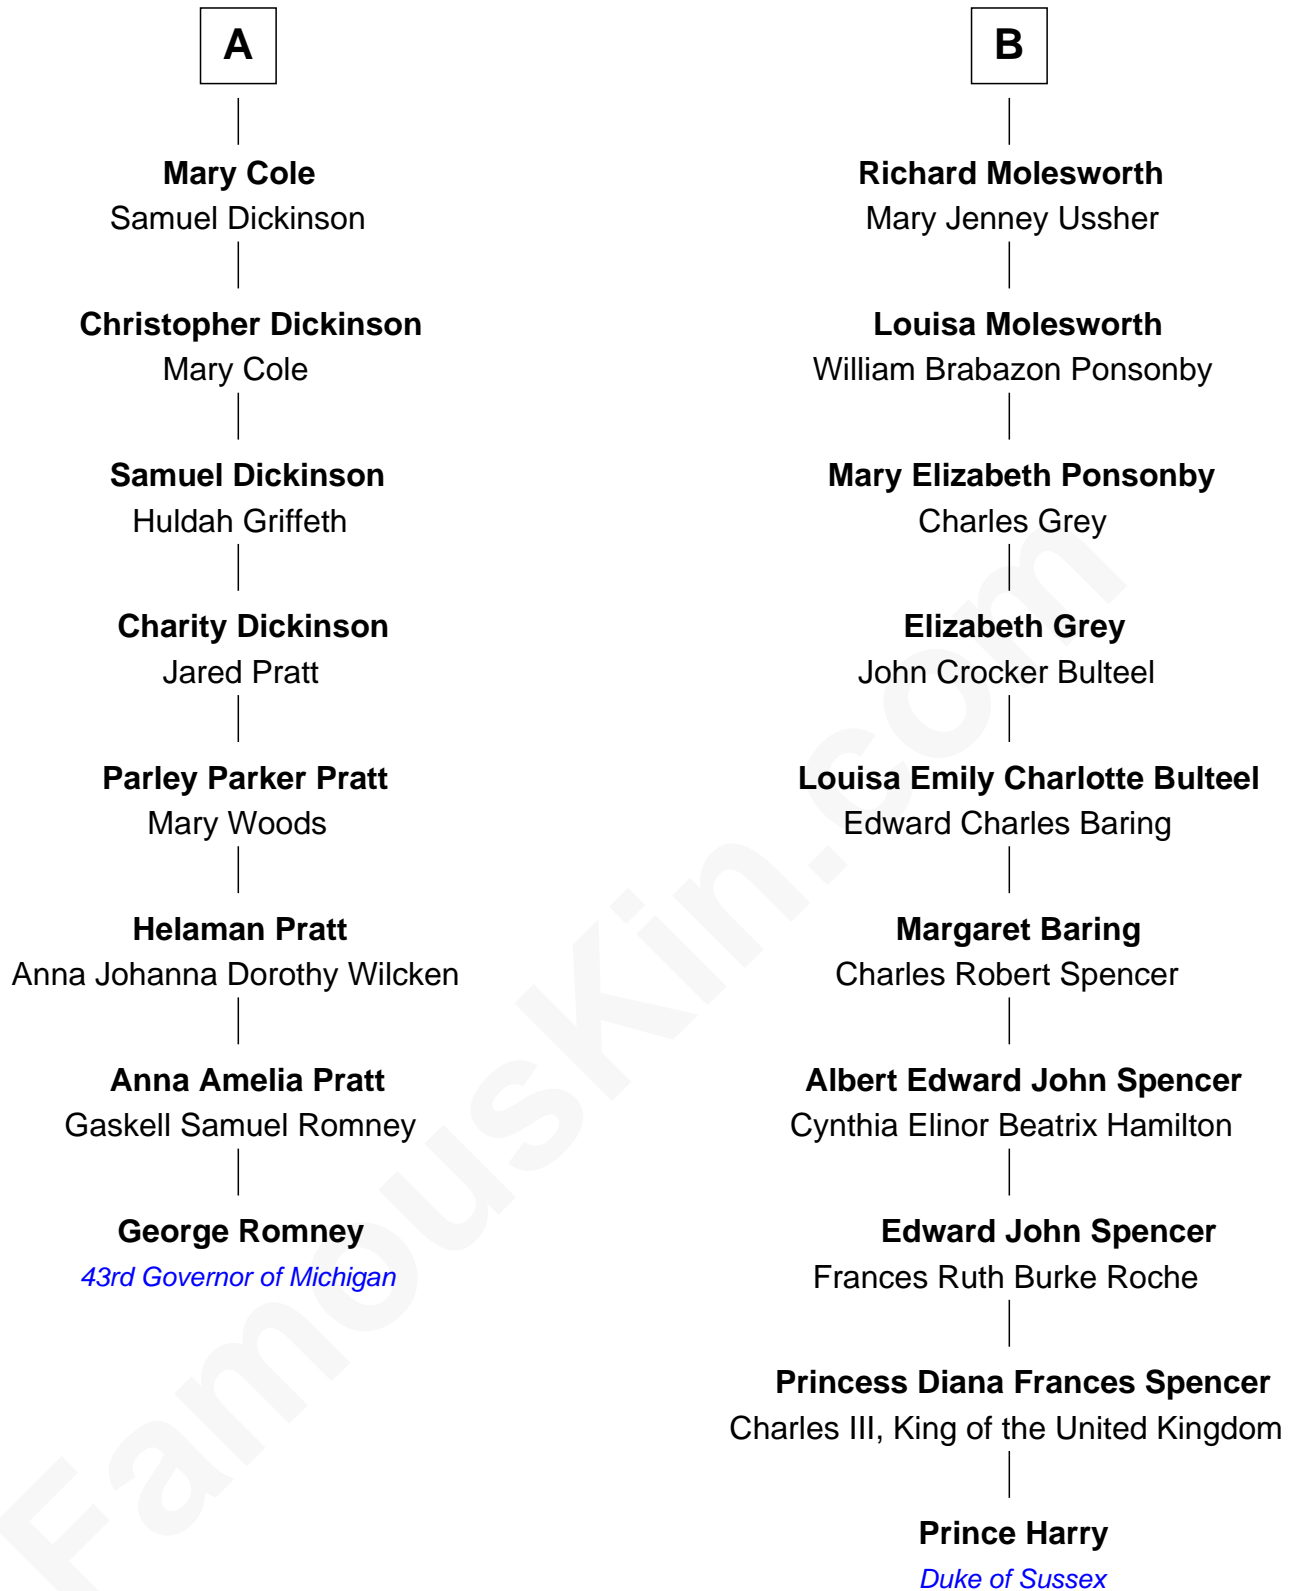 A
Mary Cole
Samuel Dickinson
Christopher Dickinson
Mary Cole
Samuel Dickinson
Huldah Griffeth
Charity Dickinson
Jared Pratt
Parley Parker Pratt
Mary Woods
Helaman Pratt
Anna Johanna Dorothy Wilcken
Anna Amelia Pratt
Gaskell Samuel Romney
George Romney
43rd Governor of Michigan
B
Richard Molesworth
Mary Jenney Ussher
Louisa Molesworth
William Brabazon Ponsonby
Mary Elizabeth Ponsonby
Charles Grey
Elizabeth Grey
John Crocker Bulteel
Louisa Emily Charlotte Bulteel
Edward Charles Baring
Margaret Baring
Charles Robert Spencer
Albert Edward John Spencer
Cynthia Elinor Beatrix Hamilton
Edward John Spencer
Frances Ruth Burke Roche
Princess Diana Frances Spencer
Charles III, King of the United Kingdom
Prince Harry
Duke of Sussex
FamousKin.com